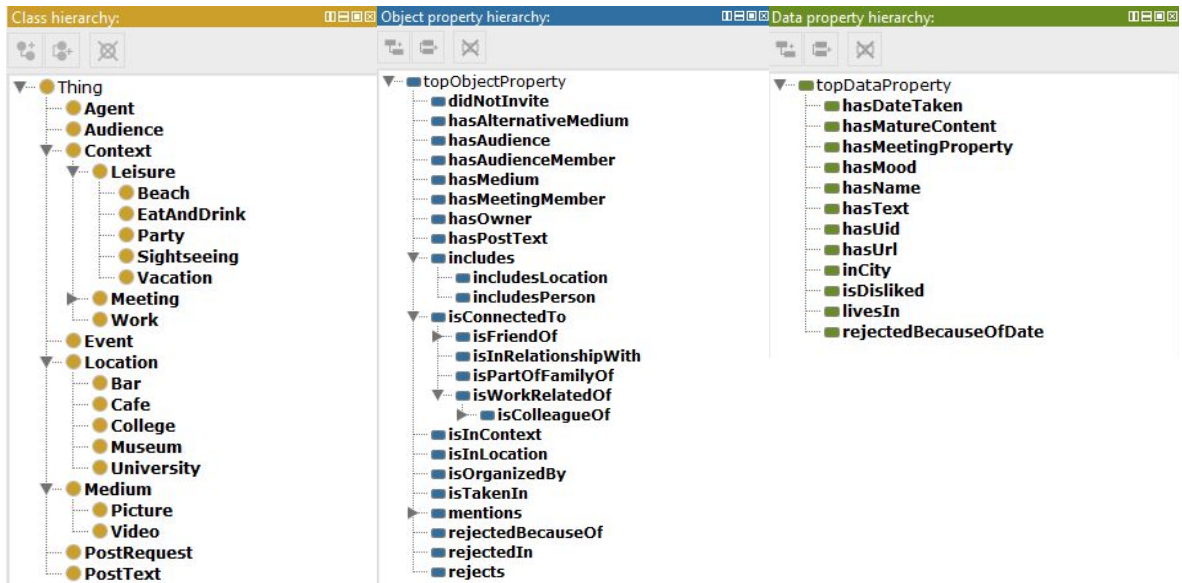 Class hierarchy:
Thing
Agent
Audience
Context
Leisure
Beach
EatAndDrink
Party
Sightseeing
Vacation
Meeting
Work
Event
Location
Bar
Cafe
College
Museum
University
Medium
Picture
Video
PostRequest
PostText
Object property hierarchy:
topObjectProperty
didNotInvite
hasAlternativeMedium
hasAudience
hasAudienceMember
hasMedium
hasMeetingMember
hasOwner
hasPostText
includes
includesLocation
includesPerson
isConnectedTo
isFriendOf
isInRelationshipWith
isPartOfFamilyOf
isWorkRelatedOf
isColleagueOf
isInContext
isInLocation
isOrganizedBy
isTakenIn
mentions
rejectedBecauseOf
rejectedIn
rejects
Data property hierarchy:
topDataProperty
hasDateTaken
hasMatureContent
hasMeetingProperty
hasMood
hasName
hasText
hasUid
hasUrl
inCity
isDisliked
livesIn
rejectedBecauseOfDate